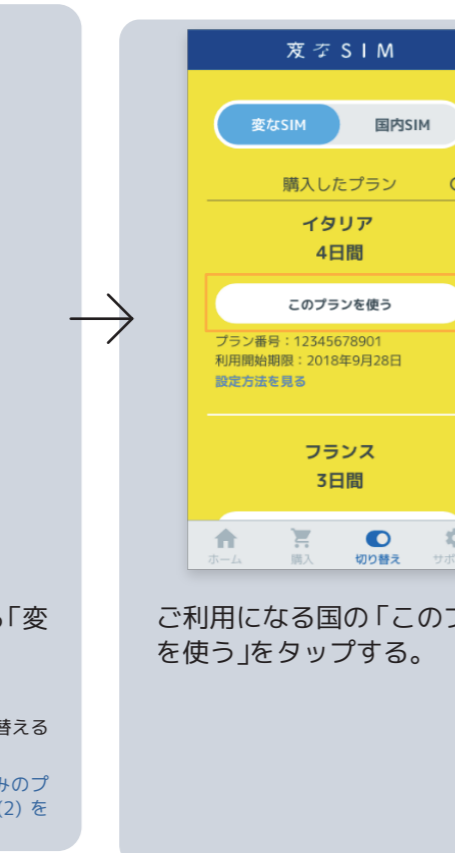 変なSIM
変なSIM
国内SIM
購入したプラン
イタリア
4日間
このプランを使う
プラン番号：12345678901
利用開始期限：2018年9月28日
設定方法を見る
フランス
3日間
ホーム
購入
切り替え
サポ
「変
替える
みのプ
(2) を
ご利用になる国の「このプ
を使う」をタップする。